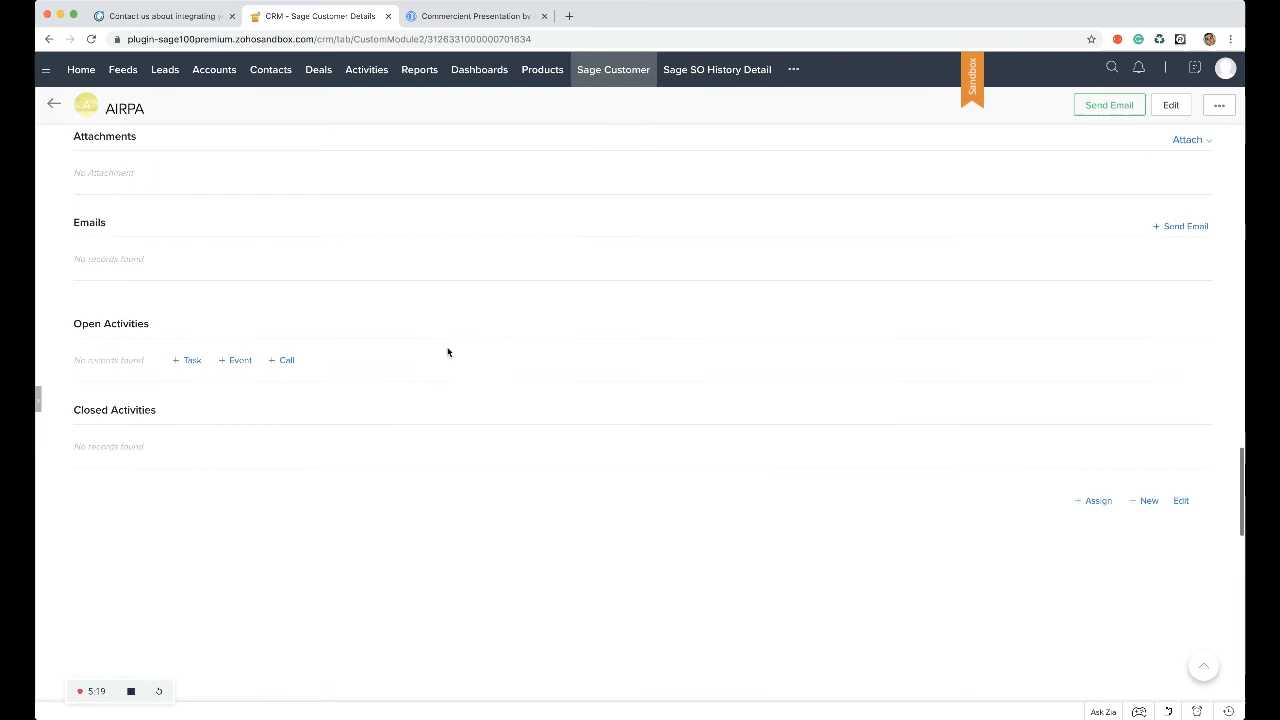 Contact us about integrating y
CRM - Sage Customer Details
Commercient Presentation by
plugin-sage100premium.zohosandbox.com/crm/tab/CustomModule2/3126331000000701634
Home Feeds Leads Accounts Contacts Deals Activities Reports Dashboards Products Sage Customer Sage SO History Detail ... Sandbox
A AIRPA Send Email Edit ...
Attachments Attach
No Attachment
Emails + Send Email
No records found
Open Activities
No records found + Task + Event + Call
Closed Activities
No records found
+ Assign + New Edit
5:19
Ask Zia